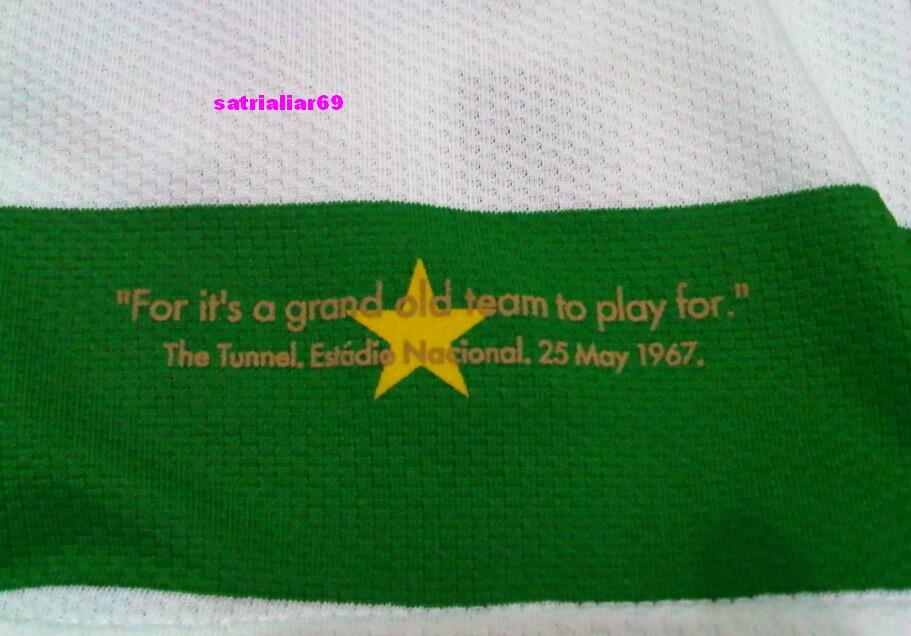 satrialiar69
"For it's a grand old team to play for."
The Tunnel. Estádio Nacional. 25 May 1967.